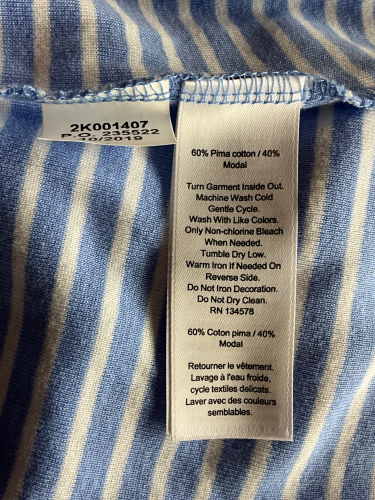 2K001407
P.O. 235522
10/2019
60% Pima cotton / 40%
Modal
Turn Garment Inside Out.
Machine Wash Cold
Gentle Cycle.
Wash With Like Colors.
Only Non-chlorine Bleach
When Needed.
Tumble Dry Low.
Warm Iron If Needed On
Reverse Side.
Do Not Iron Decoration.
Do Not Dry Clean.
RN 134578
60% Coton pima / 40%
Modal
Retourner le vêtement.
Lavage à l'eau froide,
cycle textiles delicats.
Laver avec des couleurs
semblables.